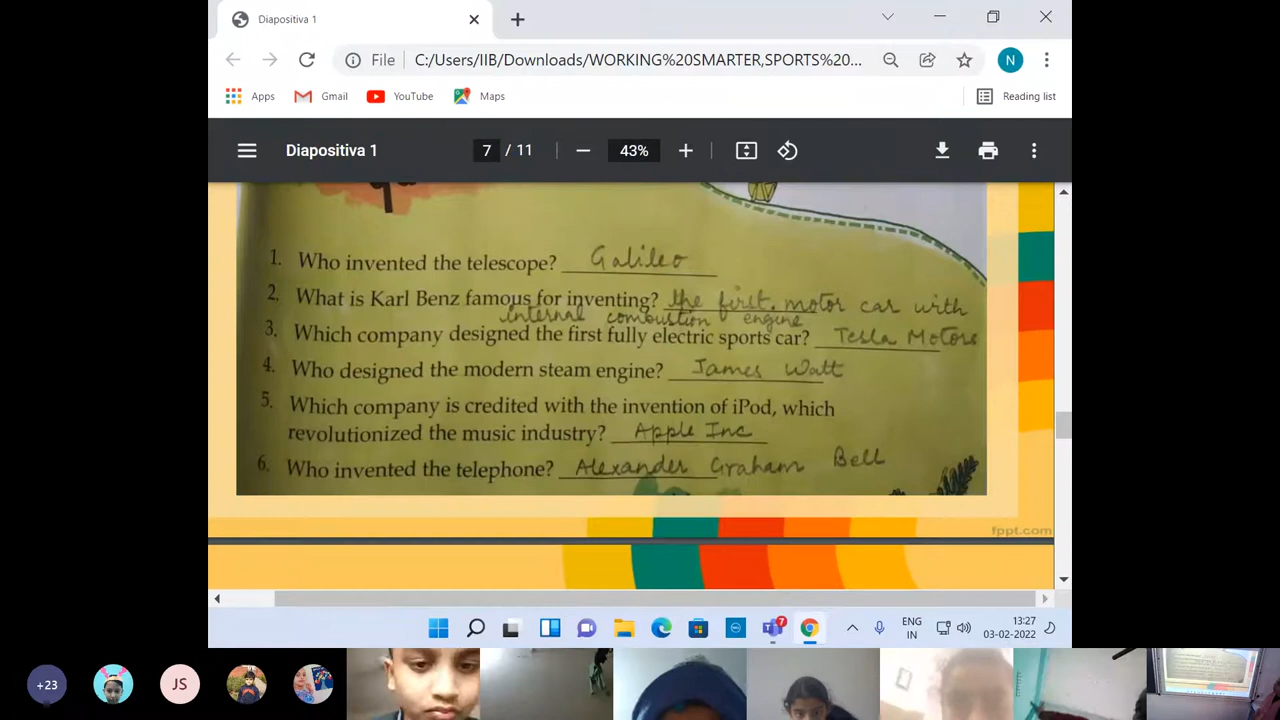 Diapositiva 1
File C:/Users/IIB/Downloads/WORKING%20SMARTER,SPORTS%20... N
Apps Gmail YouTube Maps Reading list
Diapositiva 1 7 / 11 43%
1. Who invented the telescope? Galileo
2. What is Karl Benz famous for inventing? the first motor car with
internal combustion engine
3. Which company designed the first fully electric sports car? Tesla Motors
4. Who designed the modern steam engine? James Watt
5. Which company is credited with the invention of iPod, which
revolutionized the music industry? Apple Inc
6. Who invented the telephone? Alexander Graham Bell
fppt.com
7 ENG 13:27
IN 03-02-2022
+23 JS